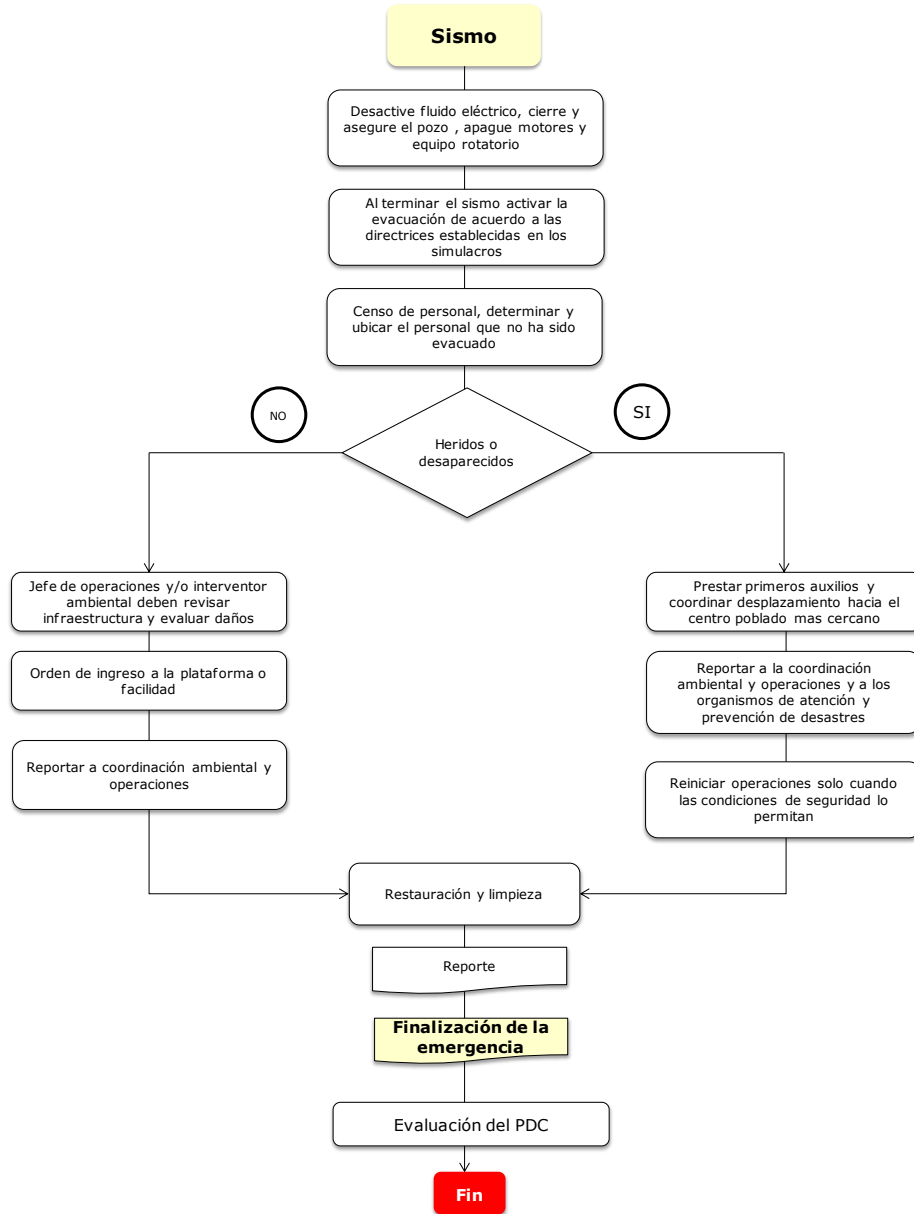 Sismo
Desactive fluido eléctrico, cierre y
asegure el pozo , apague motores y
equipo rotatorio
Al terminar el sismo activar la
evacuación de acuerdo a las
directrices establecidas en los
simulacros
Censo de personal, determinar y
ubicar el personal que no ha sido
evacuado
NO
SI
Heridos o
desaparecidos
Jefe de operaciones y/o interventor
ambiental deben revisar
infraestructura y evaluar daños
Orden de ingreso a la plataforma o
facilidad
Reportar a coordinación ambiental y
operaciones
Prestar primeros auxilios y
coordinar desplazamiento hacia el
centro poblado mas cercano
Reportar a la coordinación
ambiental y operaciones y a los
organismos de atención y
prevención de desastres
Reiniciar operaciones solo cuando
las condiciones de seguridad lo
permitan
Restauración y limpieza
Reporte
Finalización de la
emergencia
Evaluación del PDC
Fin